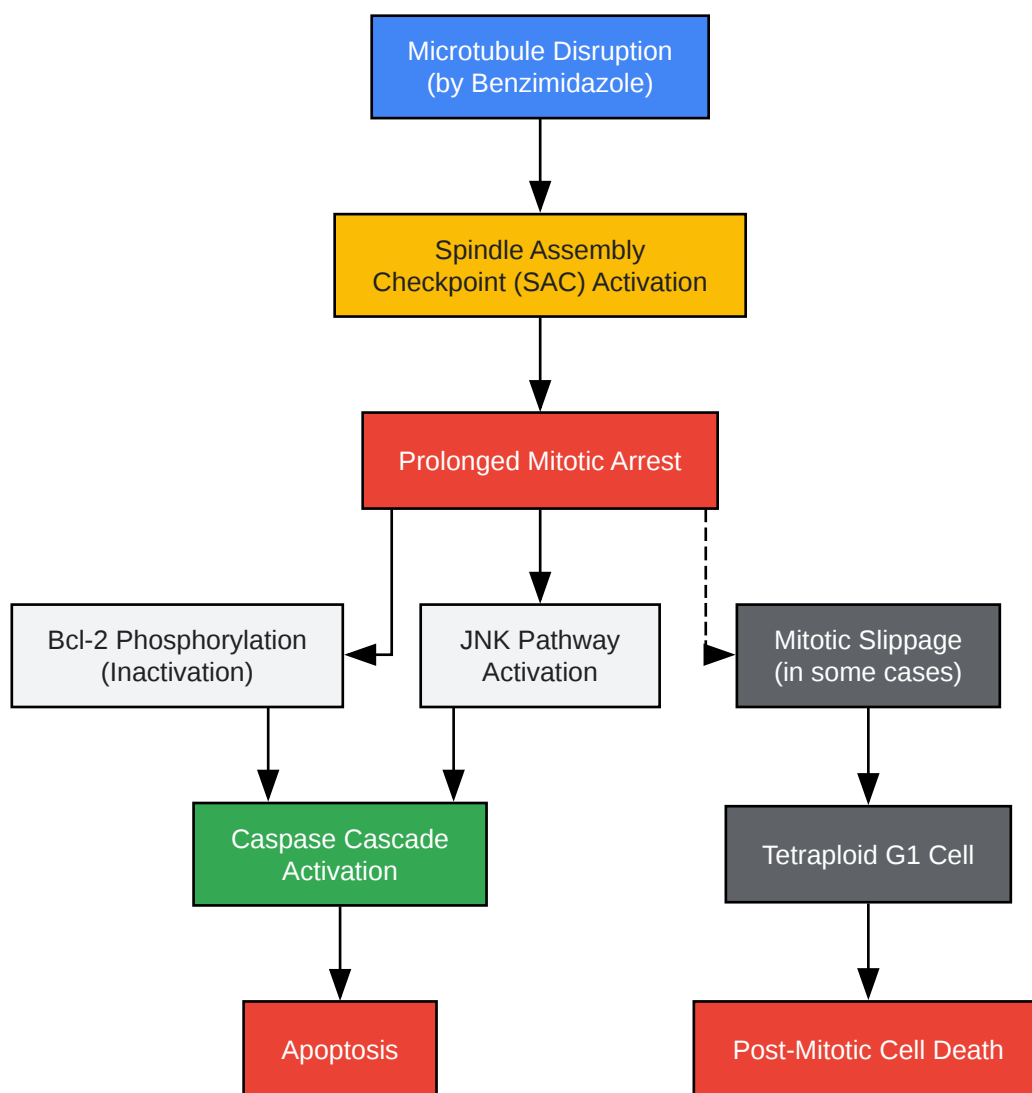 Microtubule Disruption
(by Benzimidazole)
Spindle Assembly
Checkpoint (SAC) Activation
Prolonged Mitotic Arrest
Bcl-2 Phosphorylation
(Inactivation)
JNK Pathway
Activation
Mitotic Slippage
(in some cases)
Caspase Cascade
Activation
Tetraploid G1 Cell
Apoptosis
Post-Mitotic Cell Death